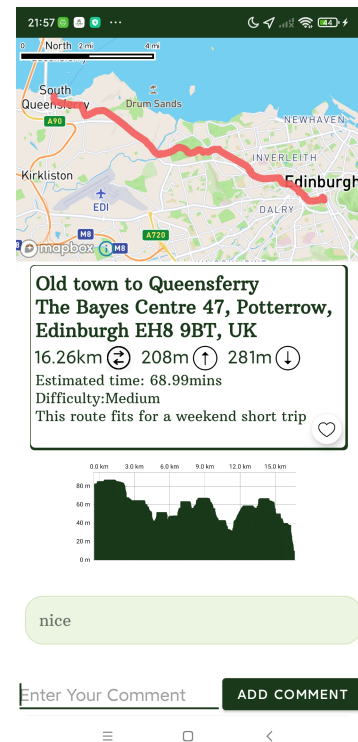 21:57 44
0 North 2 mi 4 mi
Queensferry
South
Queensferry
Drum Sands
A90
NEWHAVEN
INVERLEITH
Kirkliston
Edinburgh
EDI
DALRY
M8
A720
mapbox M8
Old town to Queensferry
The Bayes Centre 47, Potterrow,
Edinburgh EH8 9BT, UK
16.26km 208m 281m
Estimated time: 68.99mins
Difficulty:Medium
This route fits for a weekend short trip
0.0 km 3.0 km 6.0 km 9.0 km 12.0 km 15.0 km
80 m
60 m
40 m
20 m
0 m
nice
Enter Your Comment ADD COMMENT